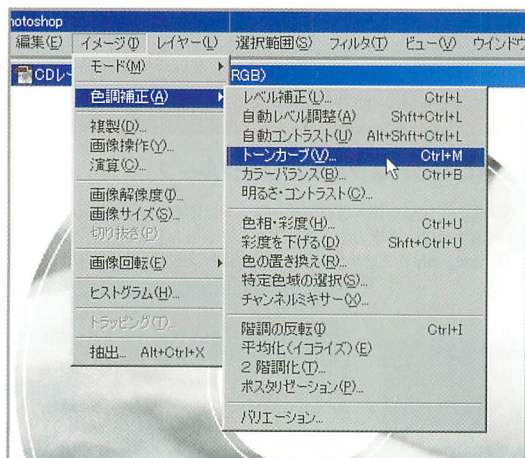 otoshop
編集(E) イメージ(I) レイヤー(L) 選択範囲(S) フィルタ(T) ビュー(V) ウインドウ
CDレ RGB)
モード(M)
色調補正(A)
複製(D)...
画像操作(Y)...
演算(C)...
画像解像度(I)...
画像サイズ(S)...
切り抜き(P)
画像回転(E)
ヒストグラム(H)...
トラッピング(T)...
抽出... Alt+Ctrl+X
レベル補正(L)... Ctrl+L
自動レベル調整(A) Shft+Ctrl+L
自動コントラスト(U) Alt+Shft+Ctrl+L
トーンカーブ(V)... Ctrl+M
カラーバランス(B)... Ctrl+B
明るさ・コントラスト(C)...
色相・彩度(H)... Ctrl+U
彩度を下げる(D) Shft+Ctrl+U
色の置き換え(R)...
特定色域の選択(S)...
チャンネルミキサー(X)...
階調の反転(I) Ctrl+I
平均化(イコライズ)(E)
2 階調化(T)...
ポスタリゼーション(P)...
バリエーション...